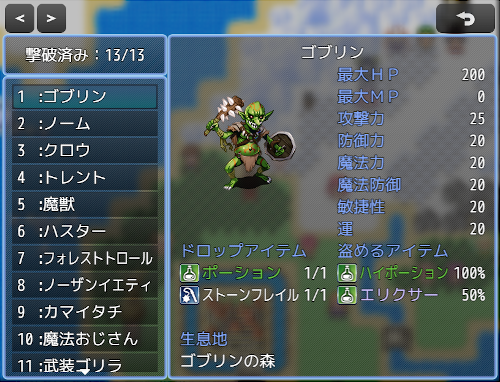 撃破済み：13/13
1 :ゴブリン
2 :ノーム
3 :クロウ
4 :トレント
5 :魔獣
6 :ハスター
7 :フォレストトロール
8 :ノーザンイエティ
9 :カマイタチ
10 :魔法おじさん
11 :武装ゴリラ
ゴブリン
最大ＨＰ 200
最大ＭＰ 0
攻撃力 25
防御力 20
魔法力 20
魔法防御 20
敏捷性 20
運 20
ドロップアイテム 盗めるアイテム
ポーション 1/1 ハイポーション 100%
ストーンフレイル 1/1 エリクサー 50%
生息地
ゴブリンの森